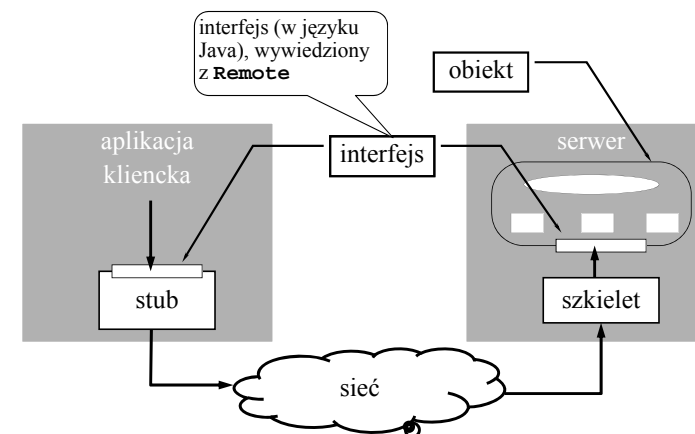 interfejs (w języku
Java), wywiedziony
z Remote
obiekt
aplikacja
kliencka
interfejs
serwer
stub
szkielet
sieć